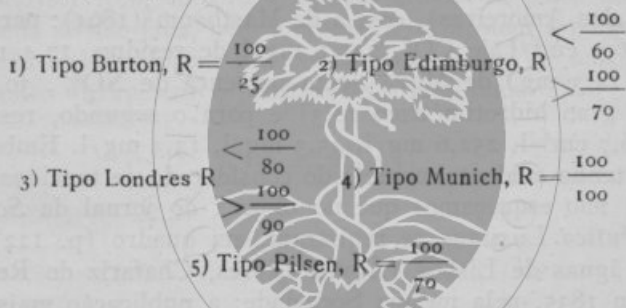 1) Tipo Burton, R = 100/25
2) Tipo Edimburgo, R < 100/60 > 100/70
3) Tipo Londres R < 100/80 > 100/90
4) Tipo Munich, R = 100/100
5) Tipo Pilsen, R = 100/70